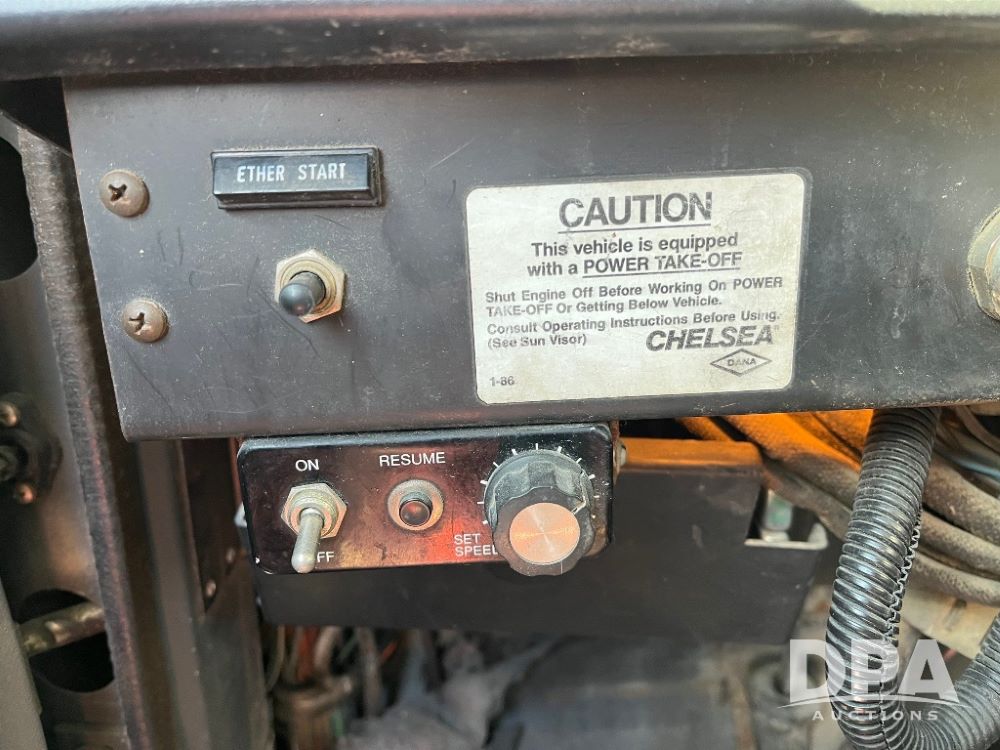 ETHER START
CAUTION
This vehicle is equipped
with a POWER TAKE-OFF
Shut Engine Off Before Working On POWER
TAKE-OFF Or Getting Below Vehicle.
Consult Operating Instructions Before Using.
(See Sun Visor)
CHELSEA
DANA
1-86
ON
RESUME
FF
SET
SPEED
DPA
AUCTIONS